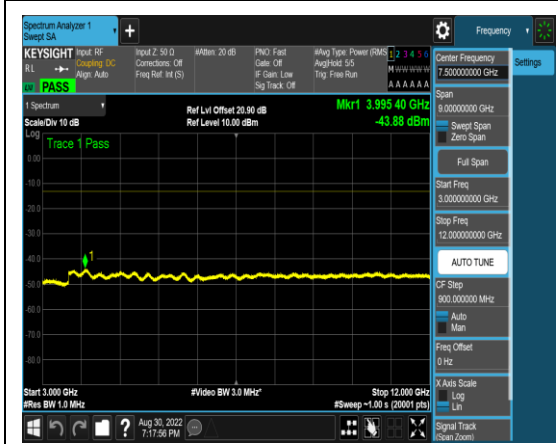 Spectrum Analyzer 1
Swept SA
+
Frequency
KEYSIGHT
RL
PASS
Input: RF
Coupling: DC
Align: Auto
Input Z: 50 Ω
Corrections: Off
Freq Ref: Int (S)
#Atten: 20 dB
PNO: Fast
Gate: Off
IF Gain: Low
Sig Track: Off
#Avg Type: Power (RMS
Avg|Hold: 5/5
Trig: Free Run
1 2 3 4 5 6
M W W W W W
A A A A A A
1 Spectrum
Scale/Div 10 dB
Ref Lvl Offset 20.90 dB
Ref Level 10.00 dBm
Mkr1 3.995 40 GHz
-43.88 dBm
Log
Trace 1 Pass
0.00
-10.0
-20.0
-30.0
-40.0
-50.0
-60.0
-70.0
-80.0
1
Start 3.000 GHz
#Res BW 1.0 MHz
#Video BW 3.0 MHz*
Stop 12.000 GHz
#Sweep ~1.00 s (20001 pts)
Aug 30, 2022
7:17:56 PM
?
Center Frequency
7.500000000 GHz
Span
9.00000000 GHz
Swept Span
Zero Span
Full Span
Start Freq
3.000000000 GHz
Stop Freq
12.000000000 GHz
AUTO TUNE
CF Step
900.000000 MHz
Auto
Man
Freq Offset
0 Hz
X Axis Scale
Log
Lin
Signal Track
(Span Zoom)
Settings